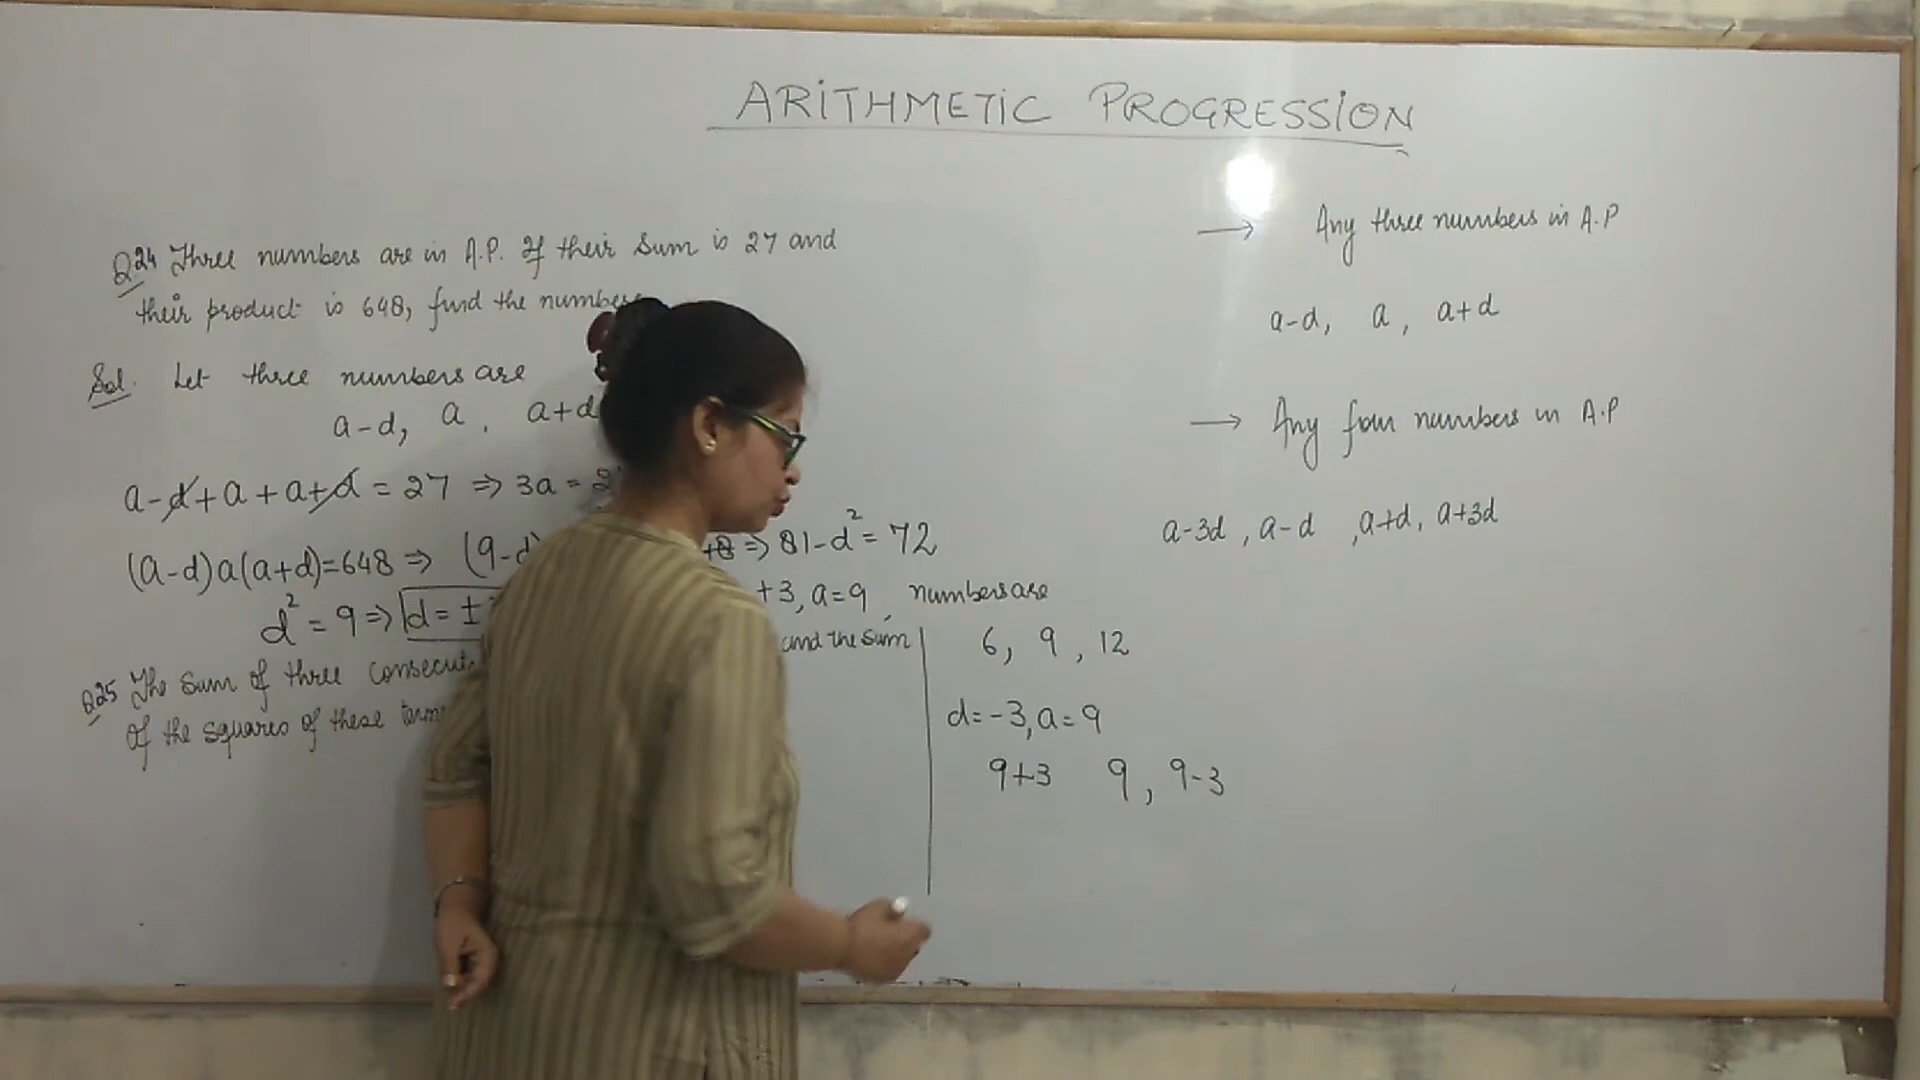 ARITHMETIC PROGRESSION
Q24 Three numbers are in A.P. If their sum is 27 and
their product is 648, find the numbers
Sol. Let three numbers are
a-d, a, a+d
a-d+a+a+d = 27 ⇒ 3a =
(a-d)a(a+d)=648 ⇒ (9-d) ⇒ 81-d² = 72
d² = 9 ⇒ d = ±
+3, a=9, numbers are
6, 9, 12
d=-3, a=9
9+3 9, 9-3
Q25 The sum of three and the sum
of the squares of these
→ Any three numbers in A.P
a-d, a, a+d
→ Any four numbers in A.P
a-3d, a-d, a+d, a+3d